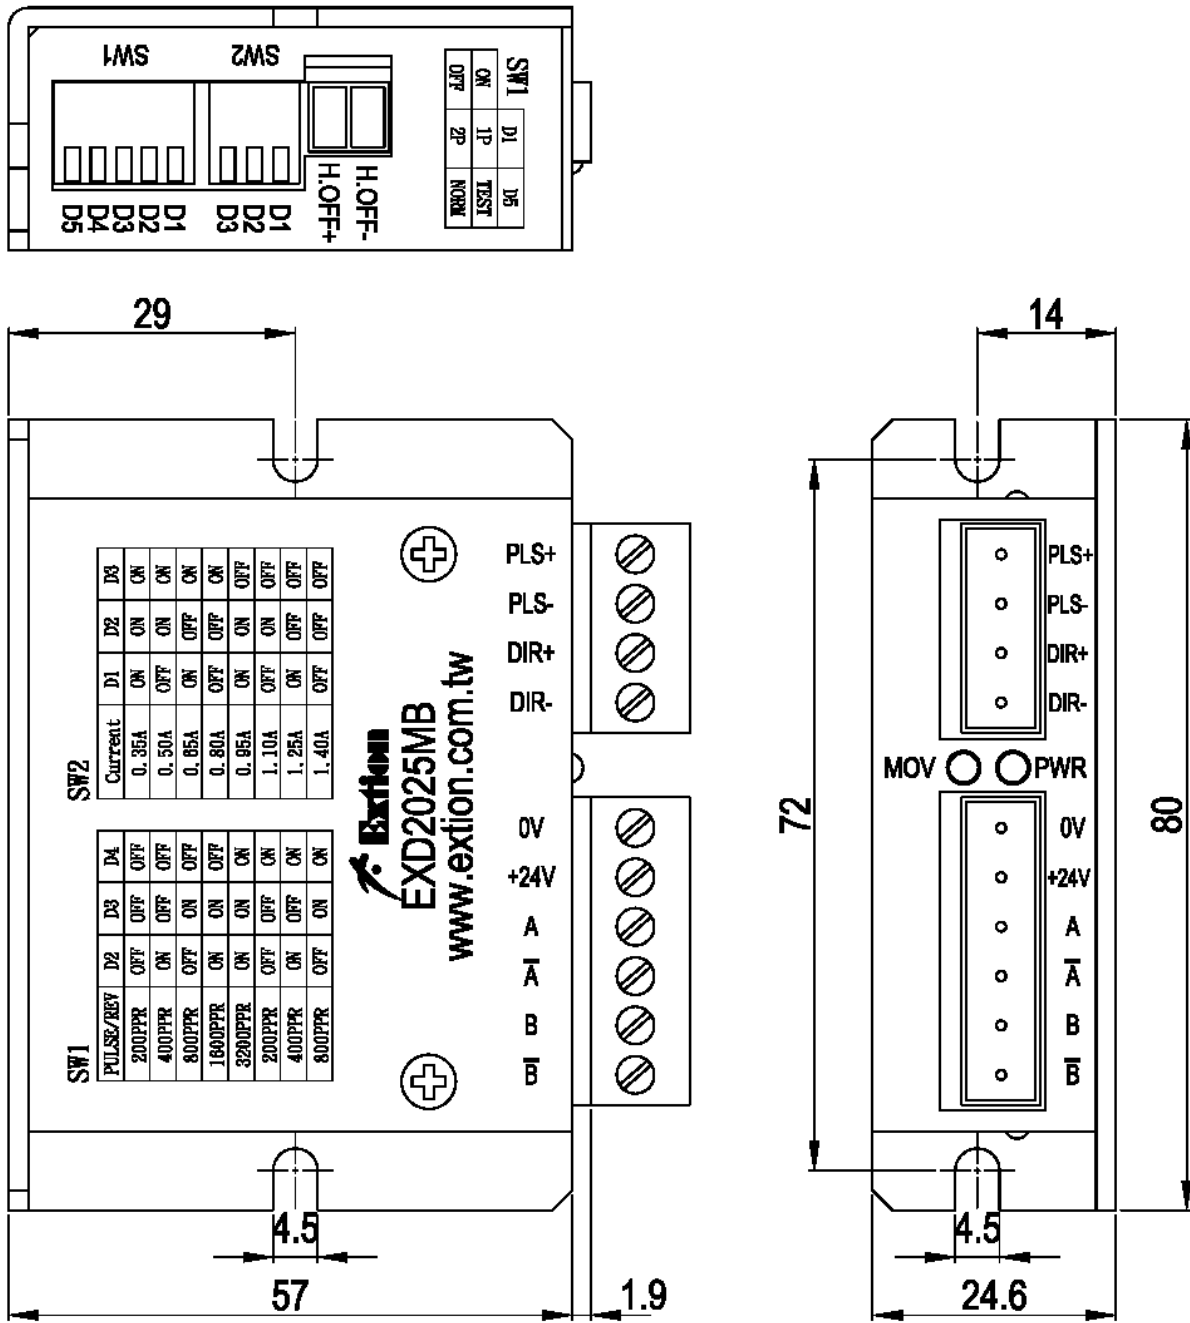 SW1
SW2
D5
D4
D3
D2
D1
D3
D2
D1
H.OFF+
H.OFF-
SW1 D1 D5
ON 1P TEST
OFF 2P NORM
29
14
SW2
Current D1 D2 D3
0.35A ON ON ON
0.50A OFF ON ON
0.65A ON OFF ON
0.80A OFF OFF ON
0.95A ON ON OFF
1.10A OFF ON OFF
1.25A ON OFF OFF
1.40A OFF OFF OFF
SW1
PULSE/REV D2 D3 D4
200PPR OFF OFF OFF
400PPR ON OFF OFF
800PPR OFF ON OFF
1600PPR ON ON OFF
3200PPR ON ON ON
200PPR OFF OFF ON
400PPR ON OFF ON
800PPR OFF ON ON
Extion
EXD2025MB
www.extion.com.tw
PLS+
PLS-
DIR+
DIR-
0V
+24V
A
A̅
B
B̅
4.5
57
1.9
PLS+
PLS-
DIR+
DIR-
MOV PWR
0V
+24V
A
A̅
B
B̅
72
80
4.5
24.6